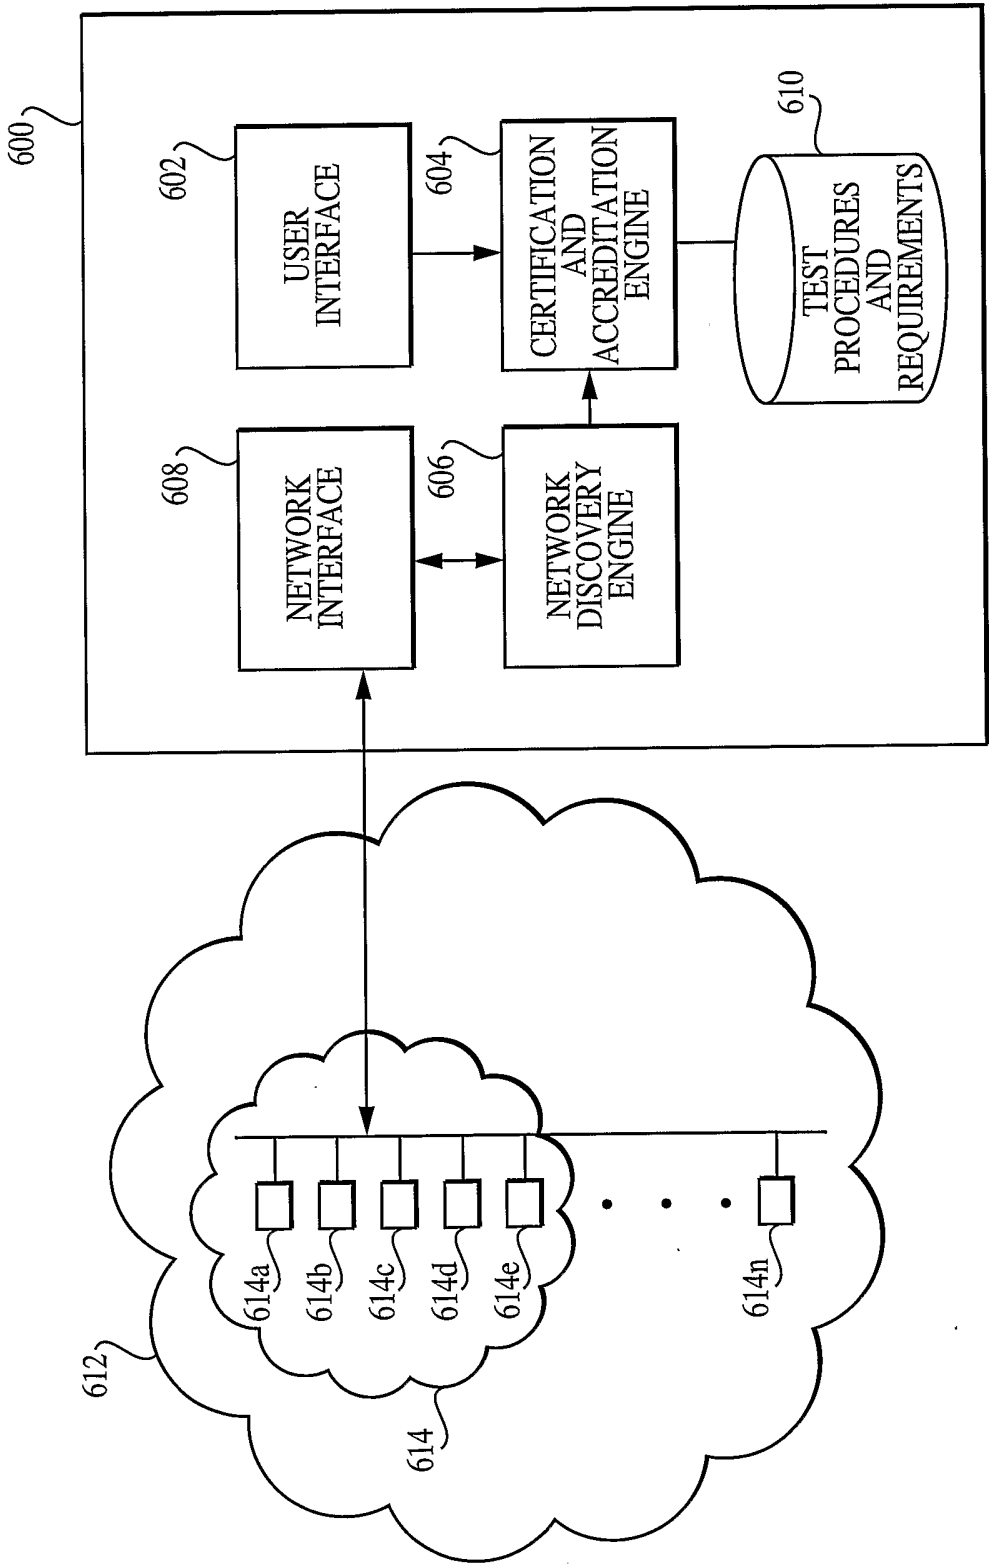 600
602
USER
INTERFACE
604
CERTIFICATION
AND
ACCREDITATION
ENGINE
610
TEST
PROCEDURES
AND
REQUIREMENTS
608
NETWORK
INTERFACE
606
NETWORK
DISCOVERY
ENGINE
612
614
614a
614b
614c
614d
614e
614n